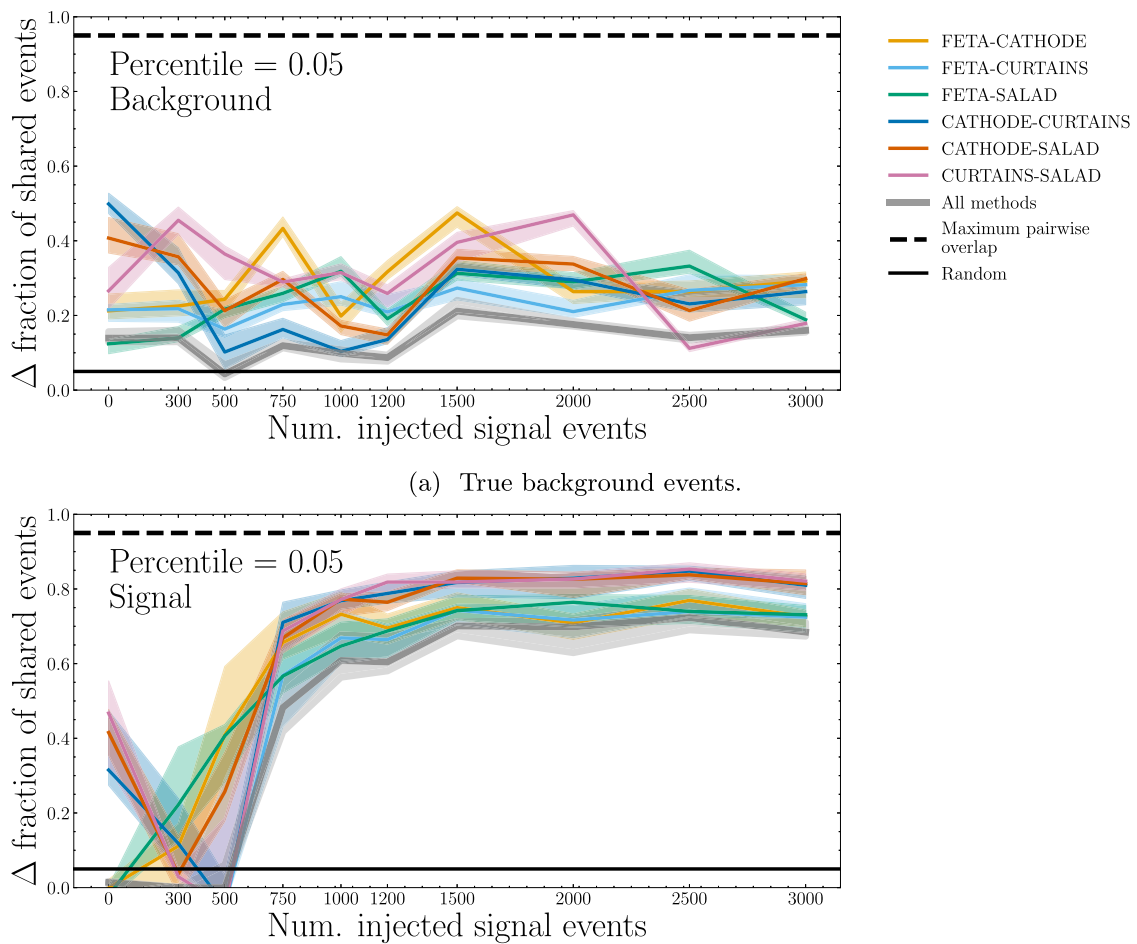 Δ fraction of shared events
1.0
0.8
0.6
0.4
0.2
0.0
Percentile = 0.05
Background
0 300 500 750 1000 1200 1500 2000 2500 3000
Num. injected signal events
FETA-CATHODE
FETA-CURTAINS
FETA-SALAD
CATHODE-CURTAINS
CATHODE-SALAD
CURTAINS-SALAD
All methods
Maximum pairwise
overlap
Random
(a) True background events.
Δ fraction of shared events
1.0
0.8
0.6
0.4
0.2
0.0
Percentile = 0.05
Signal
0 300 500 750 1000 1200 1500 2000 2500 3000
Num. injected signal events